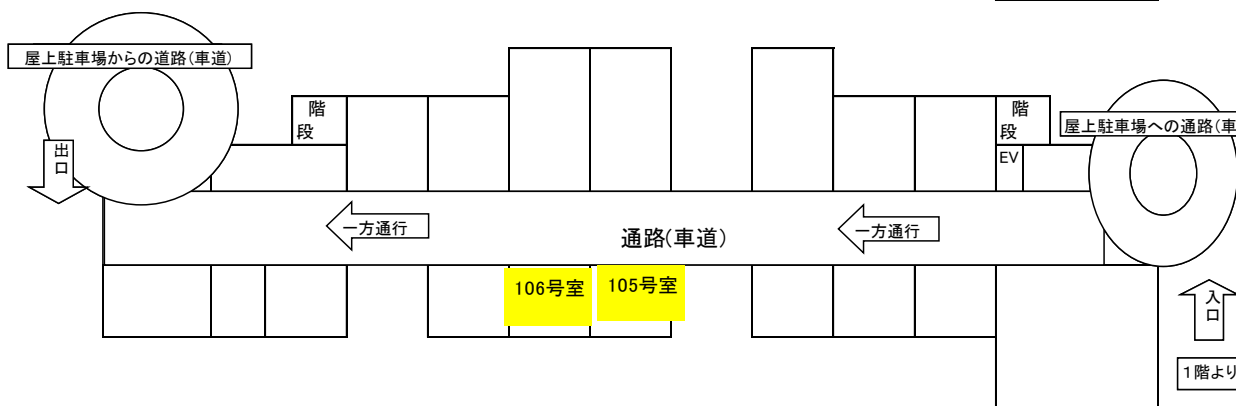 屋上駐車場からの道路(車道)
階
段
階
段
屋上駐車場への通路(車
出
口
EV
一方通行
一方通行
通路(車道)
106号室
105号室
入
口
1階より